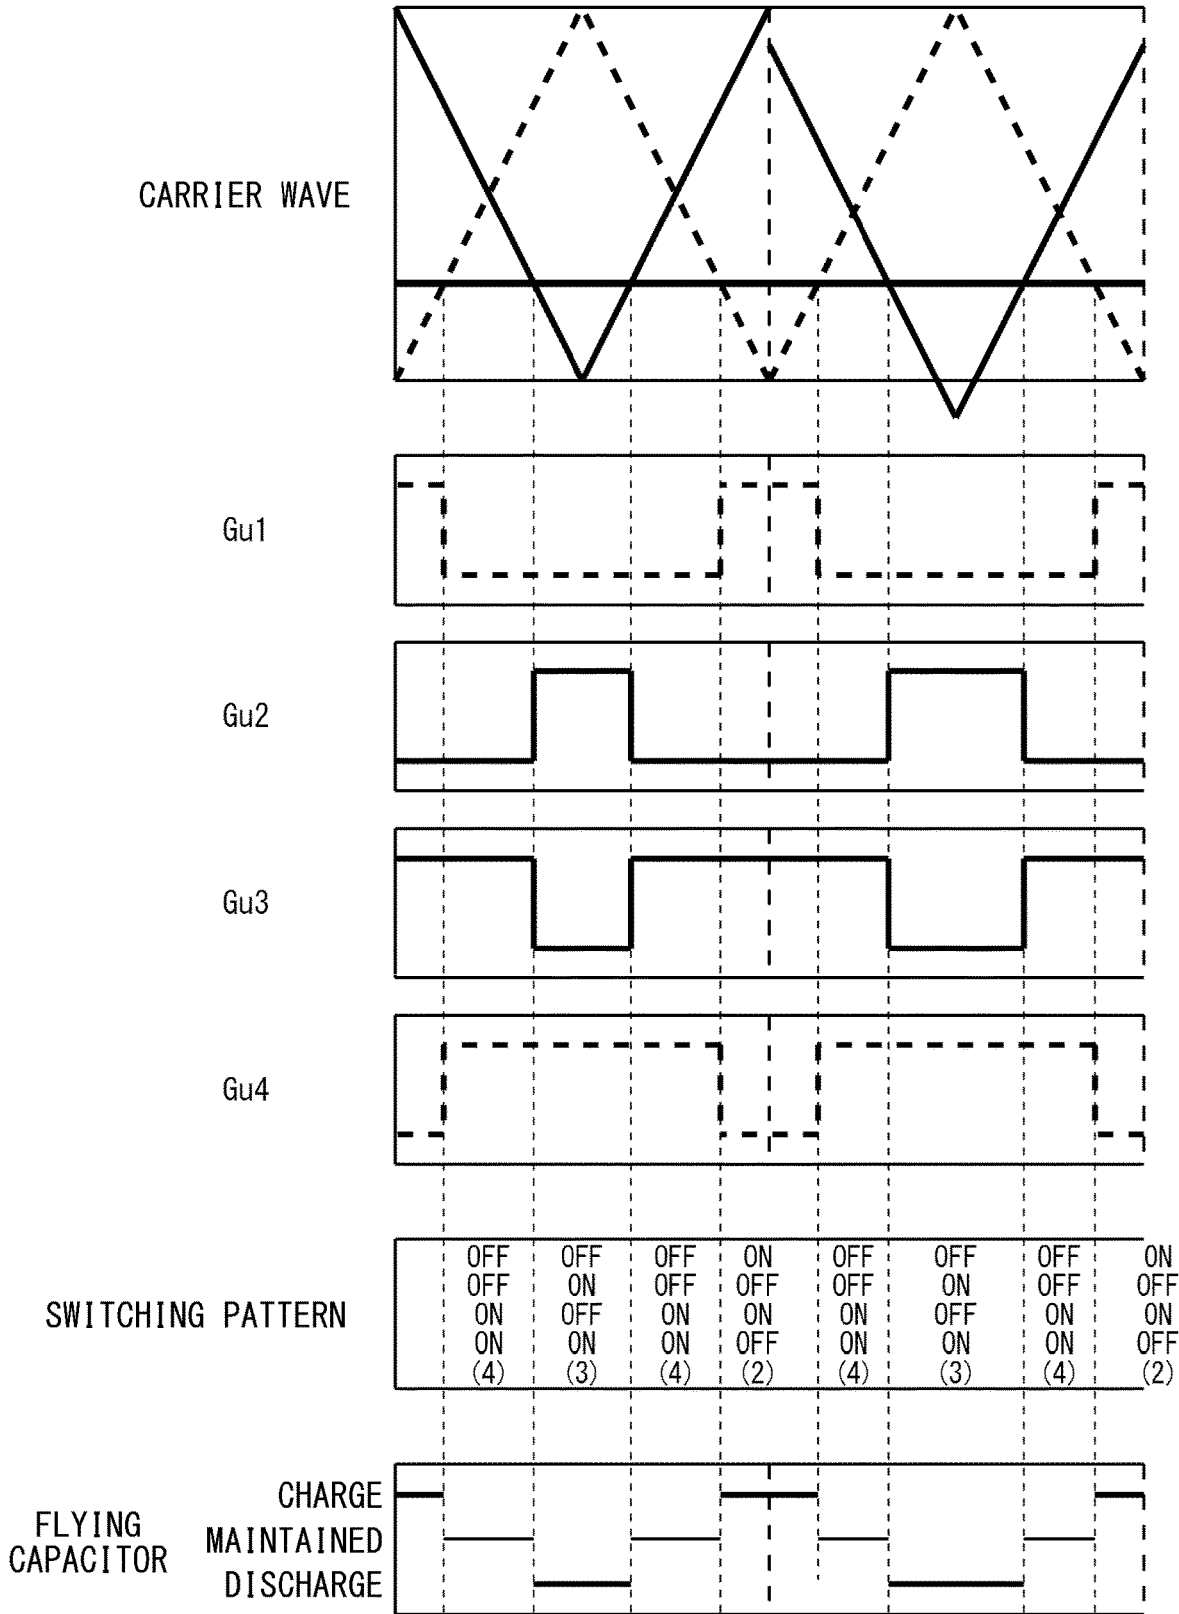 CARRIER WAVE
Gu1
Gu2
Gu3
Gu4
SWITCHING PATTERN
OFF OFF OFF ON OFF OFF OFF ON
OFF ON OFF OFF OFF ON OFF OFF
ON OFF ON ON ON OFF ON ON
ON ON ON OFF ON ON ON OFF
(4) (3) (4) (2) (4) (3) (4) (2)
FLYING CAPACITOR
CHARGE
MAINTAINED
DISCHARGE